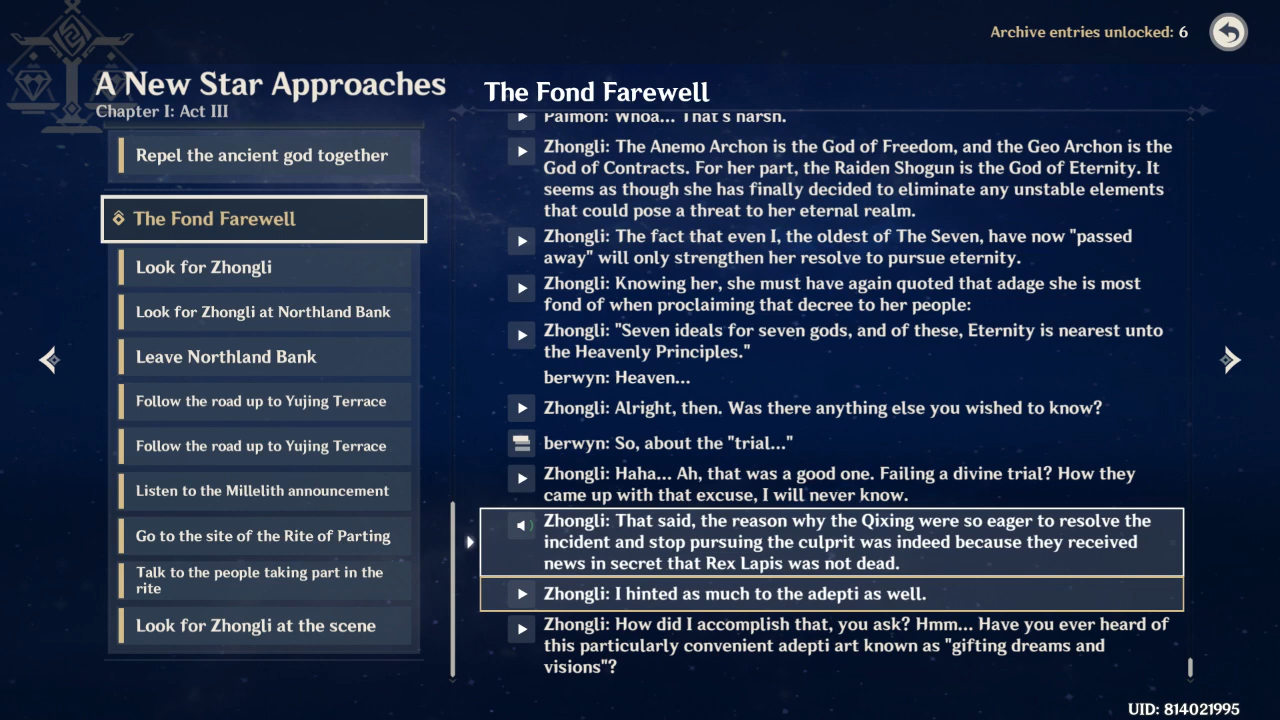 Archive entries unlocked: 6
A New Star Approaches
Chapter I: Act III
Repel the ancient god together
The Fond Farewell
Look for Zhongli
Look for Zhongli at Northland Bank
Leave Northland Bank
Follow the road up to Yujing Terrace
Follow the road up to Yujing Terrace
Listen to the Millelith announcement
Go to the site of the Rite of Parting
Talk to the people taking part in the
rite
Look for Zhongli at the scene
The Fond Farewell
Paimon: Whoa... That's harsh.
Zhongli: The Anemo Archon is the God of Freedom, and the Geo Archon is the
God of Contracts. For her part, the Raiden Shogun is the God of Eternity. It
seems as though she has finally decided to eliminate any unstable elements
that could pose a threat to her eternal realm.
Zhongli: The fact that even I, the oldest of The Seven, have now "passed
away" will only strengthen her resolve to pursue eternity.
Zhongli: Knowing her, she must have again quoted that adage she is most
fond of when proclaiming that decree to her people:
Zhongli: "Seven ideals for seven gods, and of these, Eternity is nearest unto
the Heavenly Principles."
berwyn: Heaven...
Zhongli: Alright, then. Was there anything else you wished to know?
berwyn: So, about the "trial..."
Zhongli: Haha... Ah, that was a good one. Failing a divine trial? How they
came up with that excuse, I will never know.
Zhongli: That said, the reason why the Qixing were so eager to resolve the
incident and stop pursuing the culprit was indeed because they received
news in secret that Rex Lapis was not dead.
Zhongli: I hinted as much to the adepti as well.
Zhongli: How did I accomplish that, you ask? Hmm... Have you ever heard of
this particularly convenient adepti art known as "gifting dreams and
visions"?
UID: 814021995